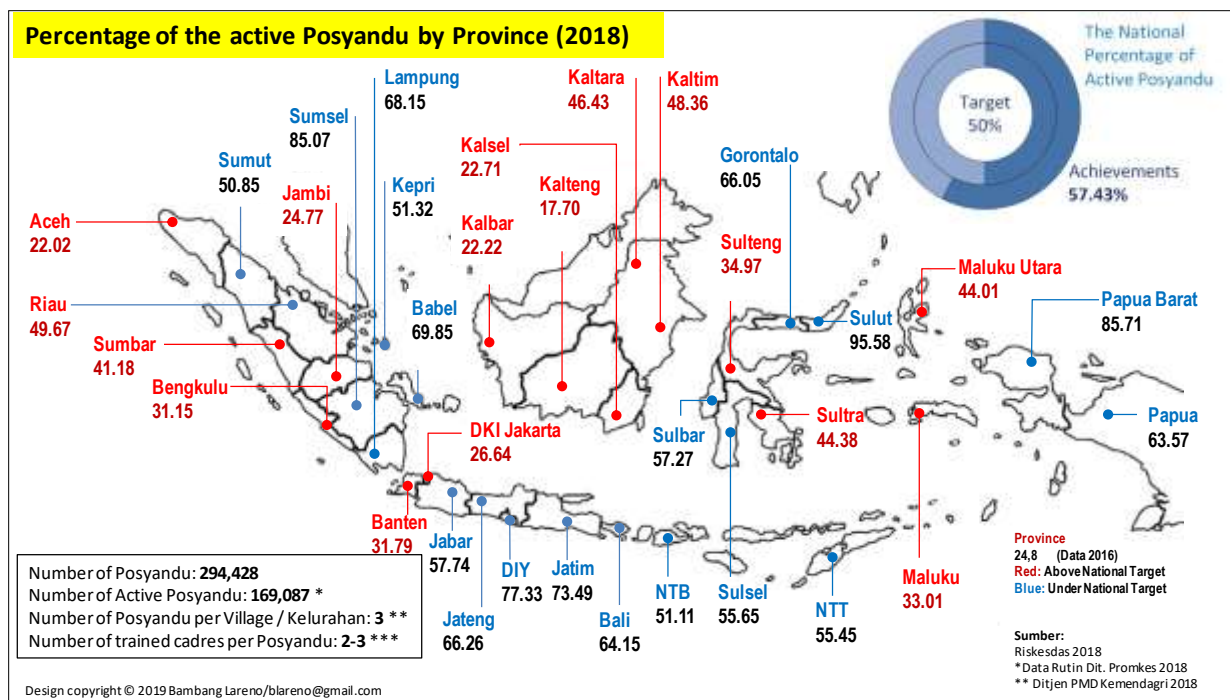 Percentage of the active Posyandu by Province (2018)
The National
Percentage of
Active Posyandu
Target
50%
Achievements
57.43%
Lampung
68.15
Kaltara
46.43
Kaltim
48.36
Sumsel
85.07
Sumut
50.85
Jambi
24.77
Kepri
51.32
Kalsel
22.71
Kalteng
17.70
Gorontalo
66.05
Aceh
22.02
Kalbar
22.22
Sulteng
34.97
Maluku Utara
44.01
Riau
49.67
Babel
69.85
Sulut
95.58
Papua Barat
85.71
Sumbar
41.18
Bengkulu
31.15
DKI Jakarta
26.64
Sulbar
57.27
Sultra
44.38
Papua
63.57
Banten
31.79
Jabar
57.74
Jateng
66.26
DIY
77.33
Jatim
73.49
Bali
64.15
NTB
51.11
Sulsel
55.65
NTT
55.45
Maluku
33.01
Province
24,8 (Data 2016)
Red: Above National Target
Blue: Under National Target
Number of Posyandu: 294,428
Number of Active Posyandu: 169,087 *
Number of Posyandu per Village / Kelurahan: 3 **
Number of trained cadres per Posyandu: 2-3 ***
Sumber:
Riskesdas 2018
*Data Rutin Dit. Promkes 2018
** Ditjen PMD Kemendagri 2018
Design copyright © 2019 Bambang Lareno/blareno@gmail.com